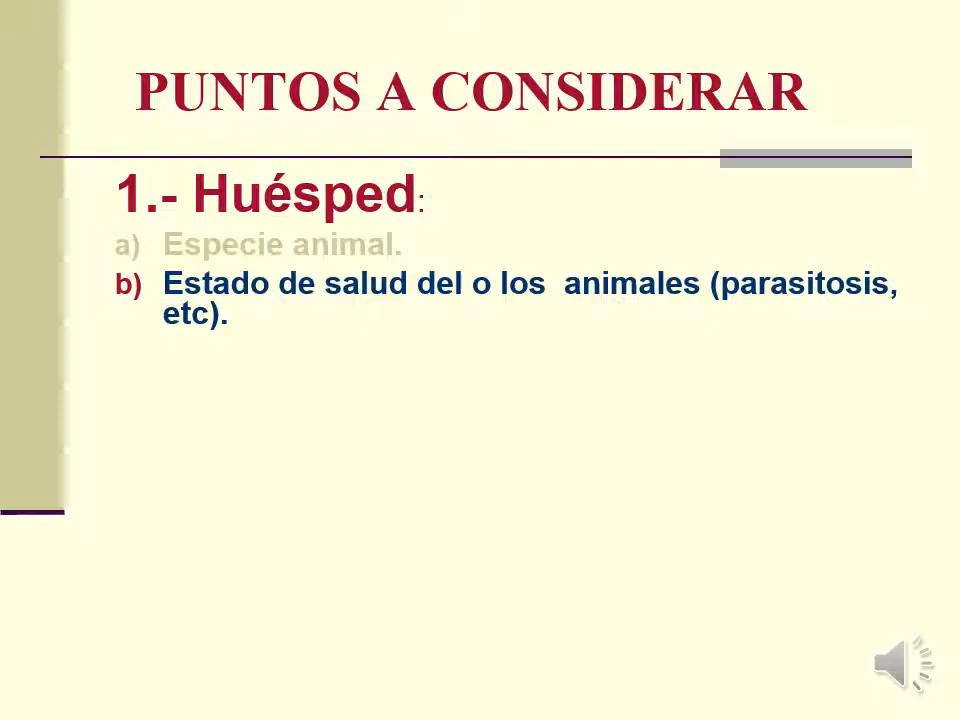 PUNTOS A CONSIDERAR
1.- Huésped:
a) Especie animal.
b) Estado de salud del o los  animales (parasitosis,
etc).